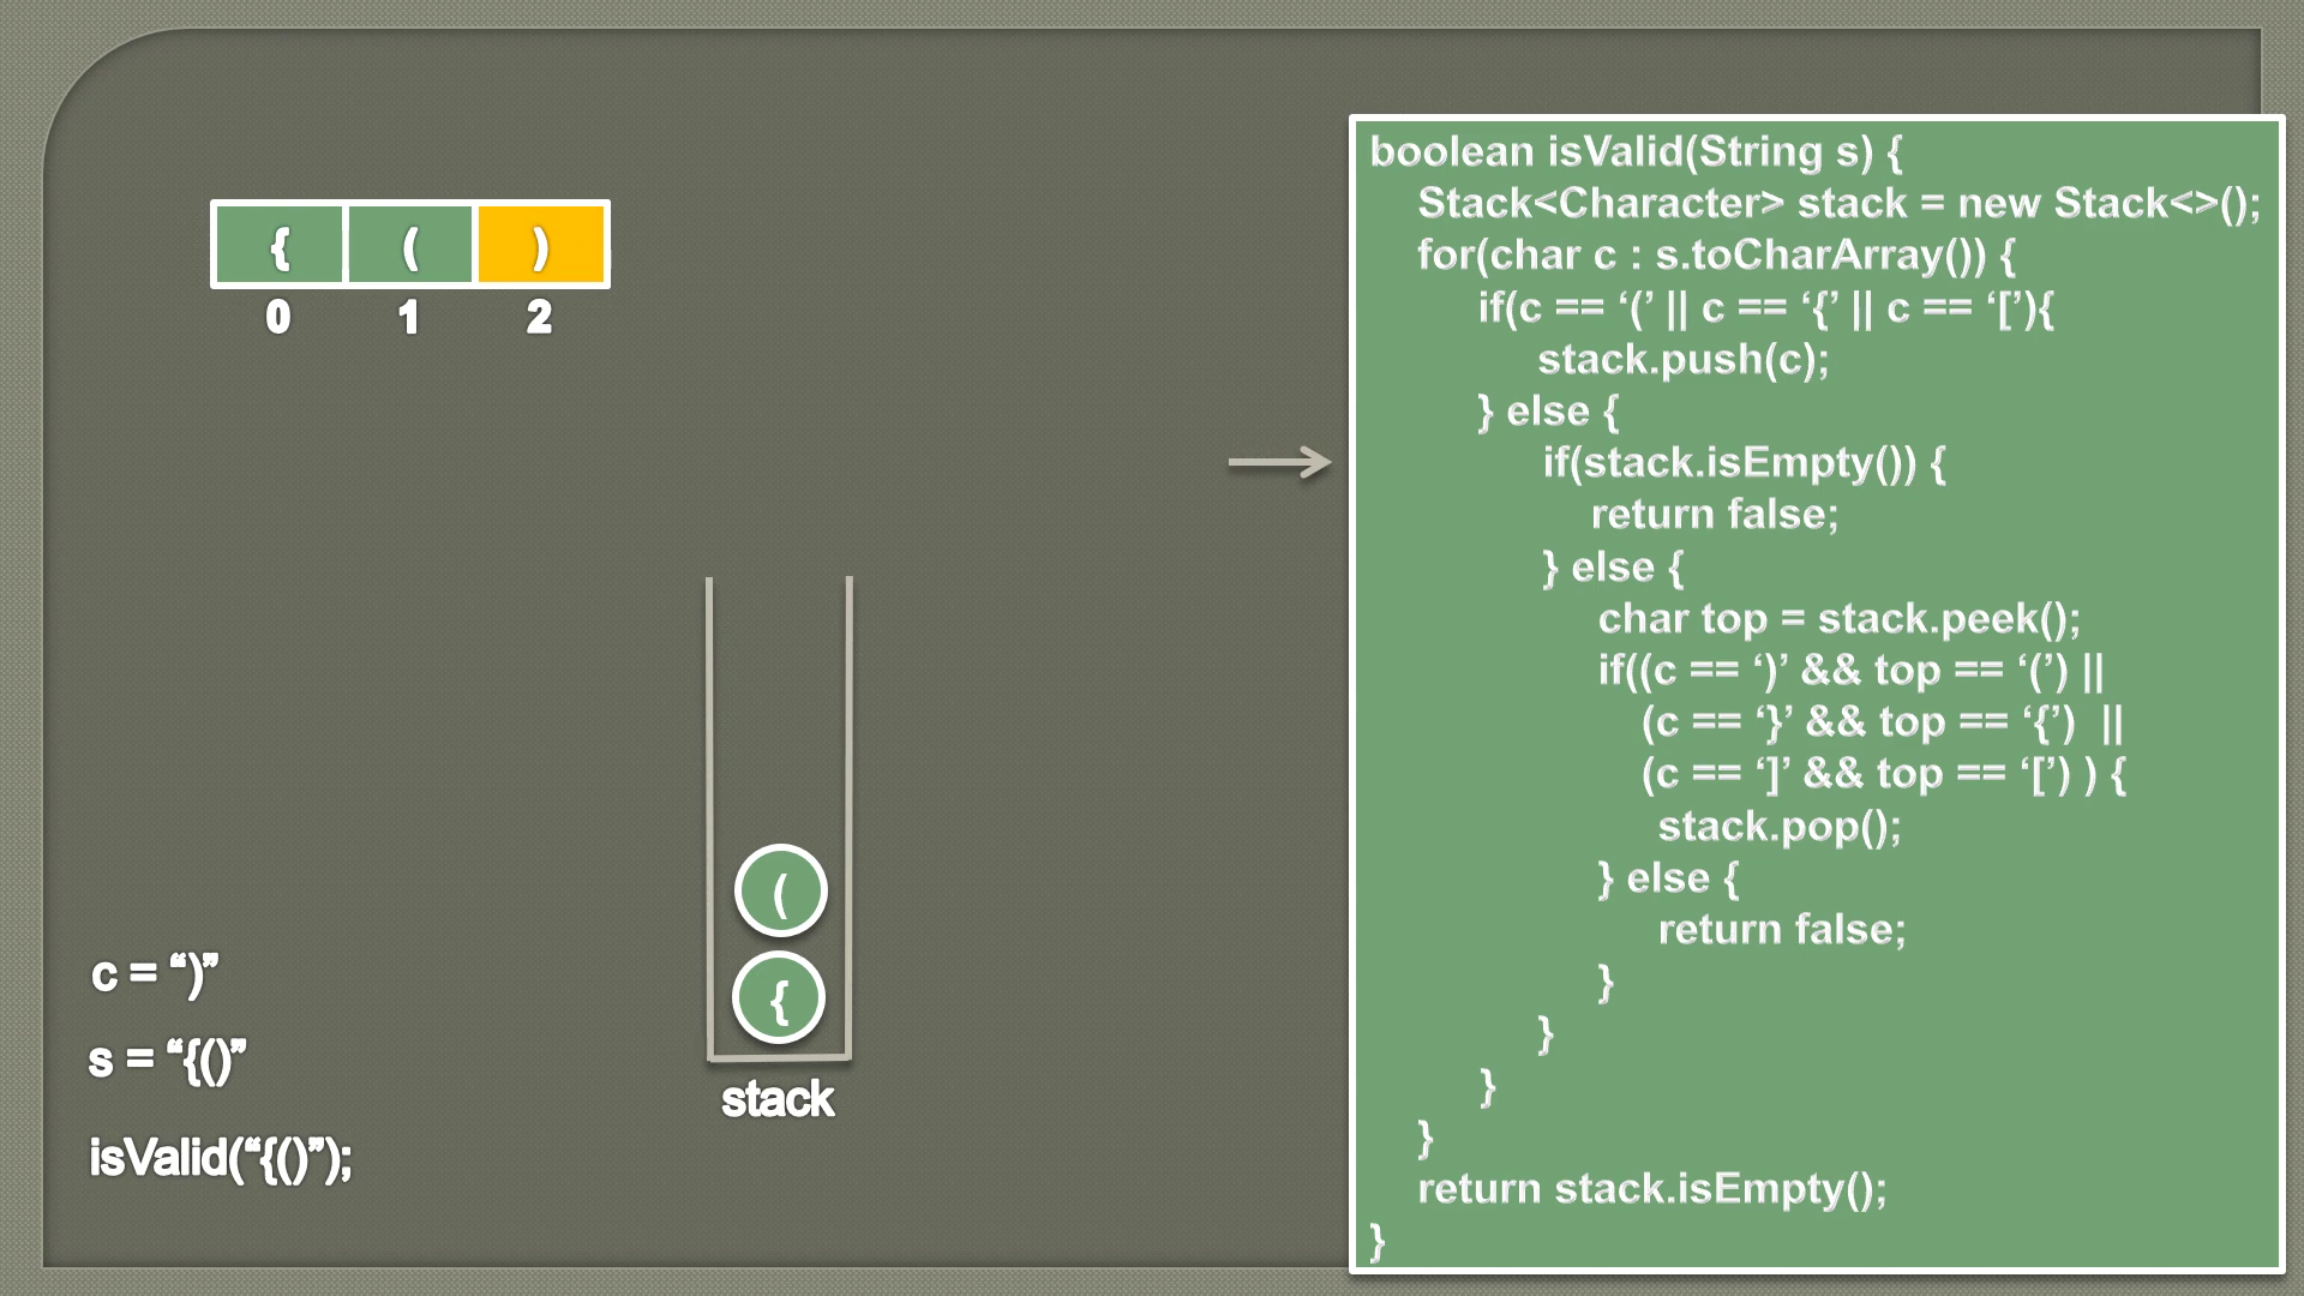 { ( )
0 1 2
(
{
stack
c = “)”
s = “{()”
isValid(“{()”);
boolean isValid(String s) {
Stack<Character> stack = new Stack<>();
for(char c : s.toCharArray()) {
if(c == ‘(’ || c == ‘{’ || c == ‘[’){
stack.push(c);
} else {
if(stack.isEmpty()) {
return false;
} else {
char top = stack.peek();
if((c == ‘)’ && top == ‘(’) ||
(c == ‘}’ && top == ‘{’) ||
(c == ‘]’ && top == ‘[’) ) {
stack.pop();
} else {
return false;
}
}
}
}
return stack.isEmpty();
}